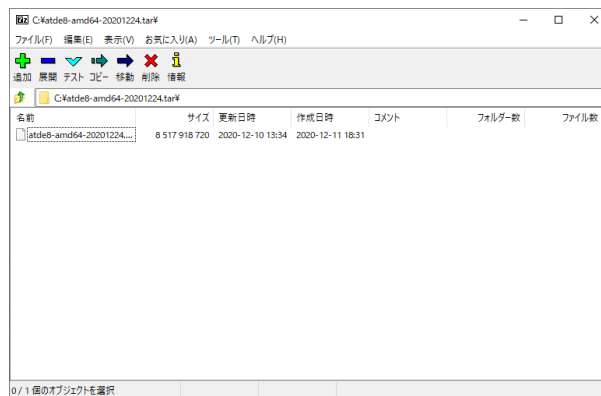 7z C:¥atde8-amd64-20201224.tar¥
ファイル(F) 編集(E) 表示(V) お気に入り(A) ツール(T) ヘルプ(H)
追加 展開 テスト コピー 移動 削除 情報
C:¥atde8-amd64-20201224.tar¥
名前 サイズ 更新日時 作成日時 コメント フォルダー数 ファイル数
atde8-amd64-20201224.... 8 517 918 720 2020-12-10 13:34 2020-12-11 18:31
0 / 1 個のオブジェクトを選択